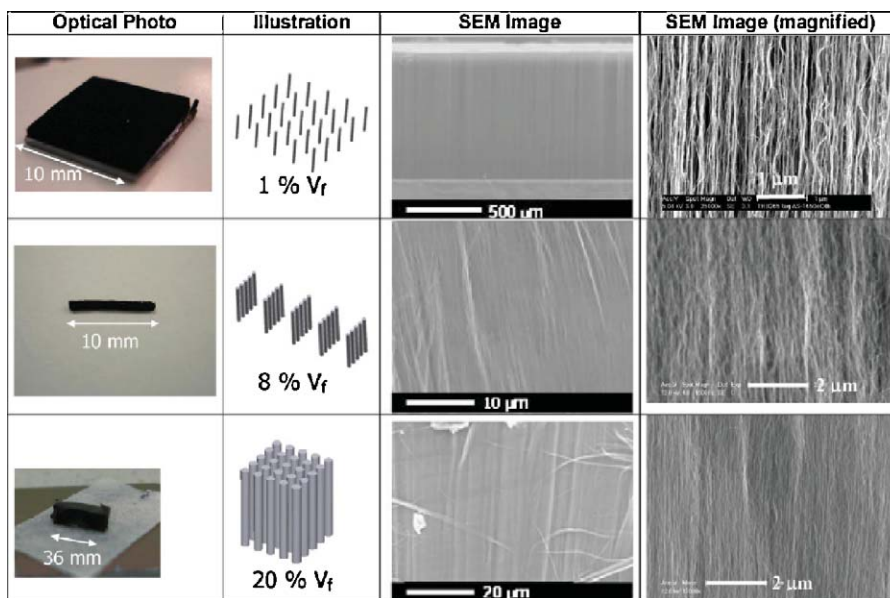 Optical Photo Illustration SEM Image SEM Image (magnified)
10 mm
1 % Vf
500 µm
1 µm
10 mm
8 % Vf
10 µm
2 µm
36 mm
20 % Vf
20 µm
2 µm